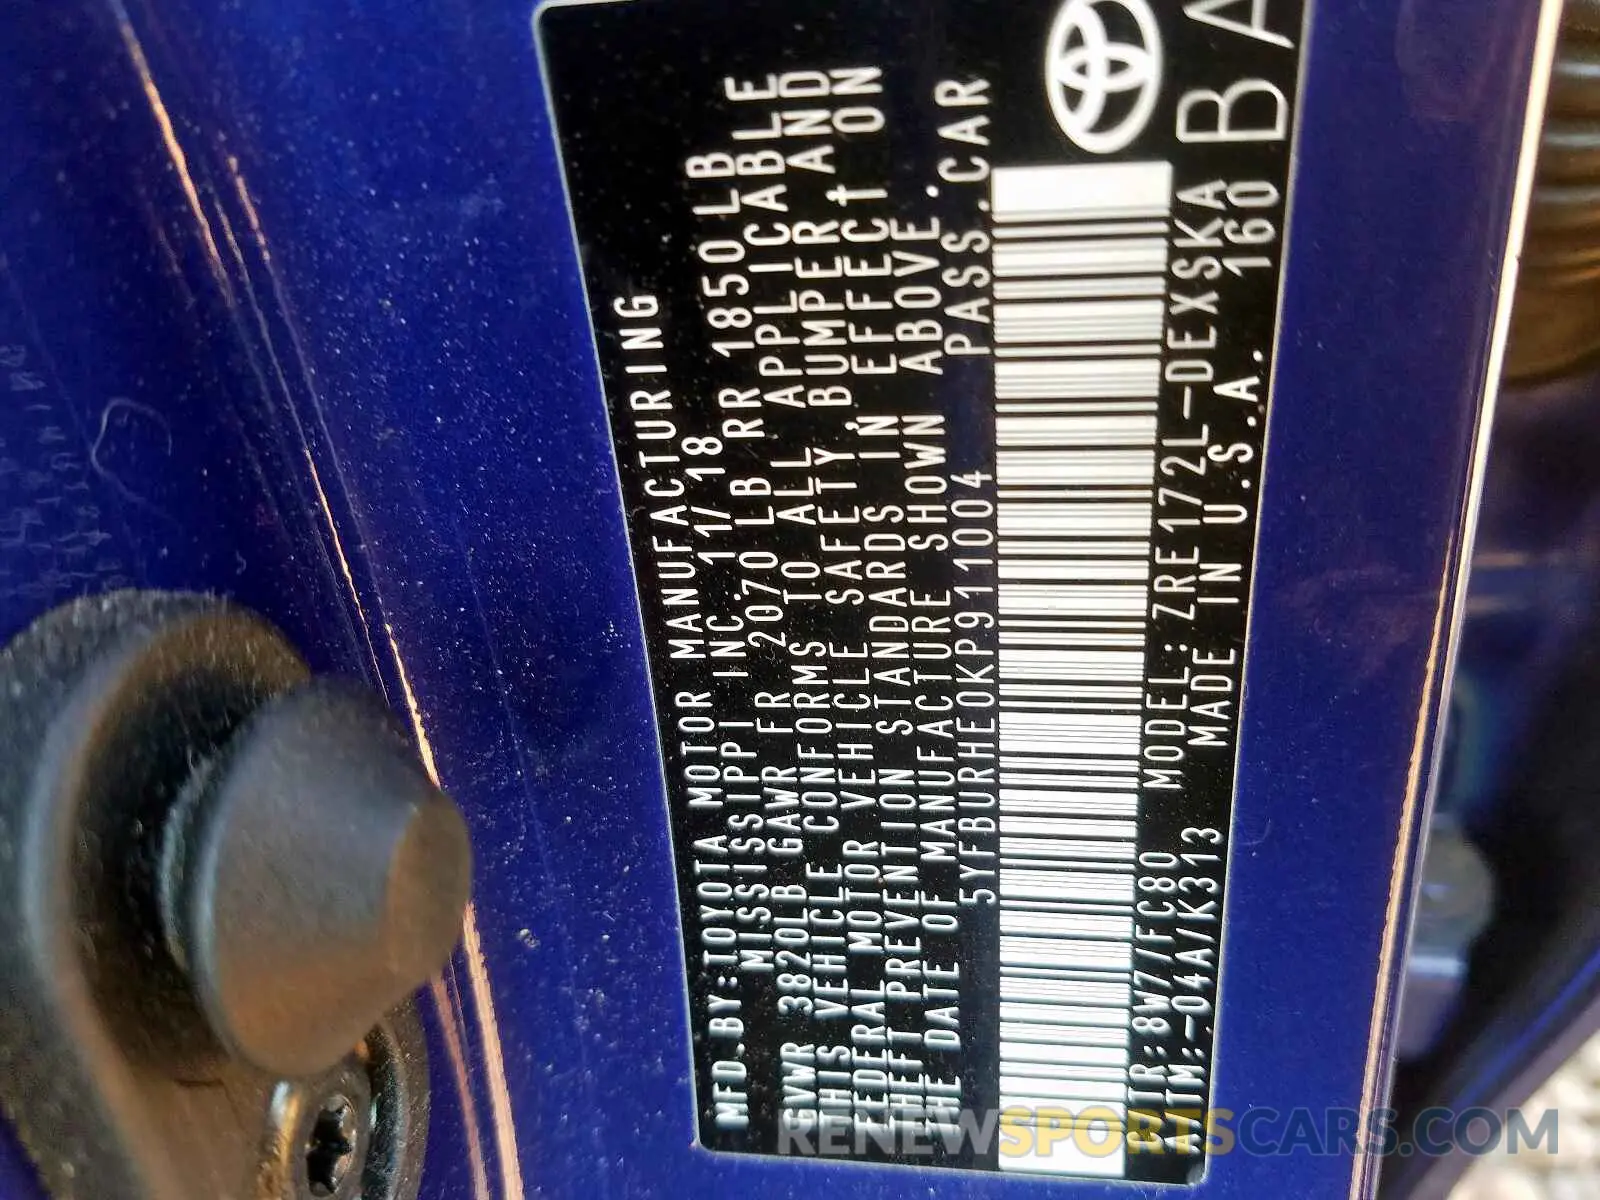 MFD.BY:TOYOTA MOTOR MANUFACTURING
MISSISSIPPI INC. 11/18
GVWR 3820LB GAWR FR 2070LB RR 1850LB
THIS VEHICLE CONFORMS TO ALL APPLICABLE
FEDERAL MOTOR VEHICLE SAFETY,BUMPER AND
THEFT PREVENTION STANDARDS IN EFFECT ON
THE DATE OF MANUFACTURE SHOWN ABOVE.
5YFBURHE0KP911004 PASS.CAR
C/TR:8W7/FC80 MODEL:ZRE172L-DEXSKA
A/TM:-04A/K313 MADE IN U.S.A. 160
BA
RENEWSPORTSCARS.COM